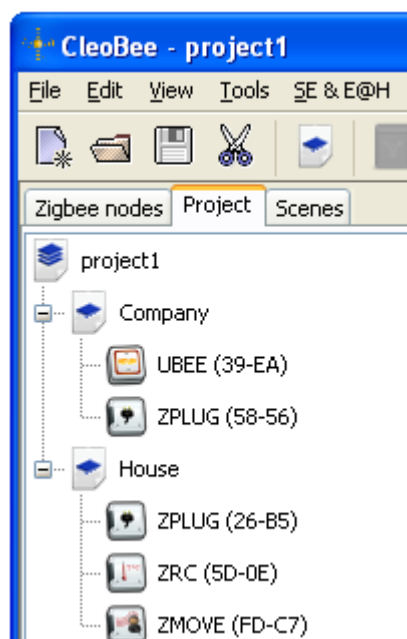 CleoBee - project1
File Edit View Tools SE & E@H
Zigbee nodes Project Scenes
project1
Company
UBEE (39-EA)
ZPLUG (58-56)
House
ZPLUG (26-B5)
ZRC (5D-0E)
ZMOVE (FD-C7)